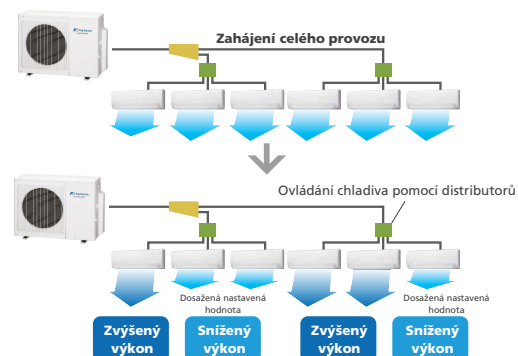 Zahájení celého provozu
Ovládání chladiva pomocí distributorů
Dosažená nastavená
hodnota
Dosažená nastavená
hodnota
Zvýšený
výkon
Snížený
výkon
Zvýšený
výkon
Snížený
výkon